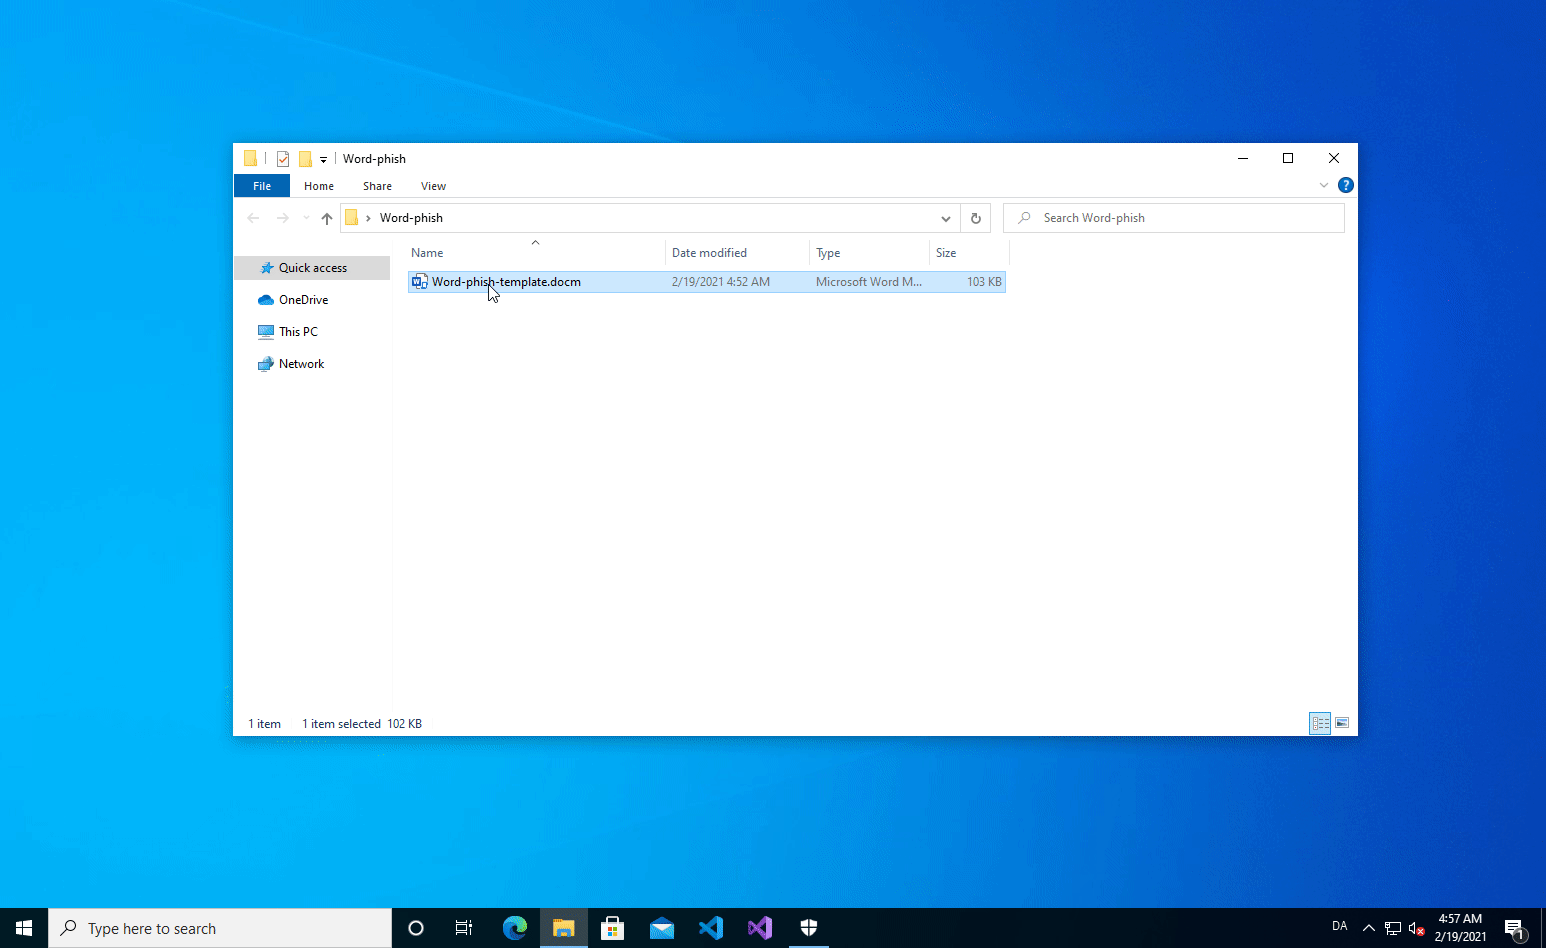 Word-phish
File Home Share View
Word-phish
Search Word-phish
Name Date modified Type Size
Quick access
Word-phish-template.docm 2/19/2021 4:52 AM Microsoft Word M... 103 KB
OneDrive
This PC
Network
1 item 1 item selected 102 KB
Type here to search
DA
4:57 AM
2/19/2021
1